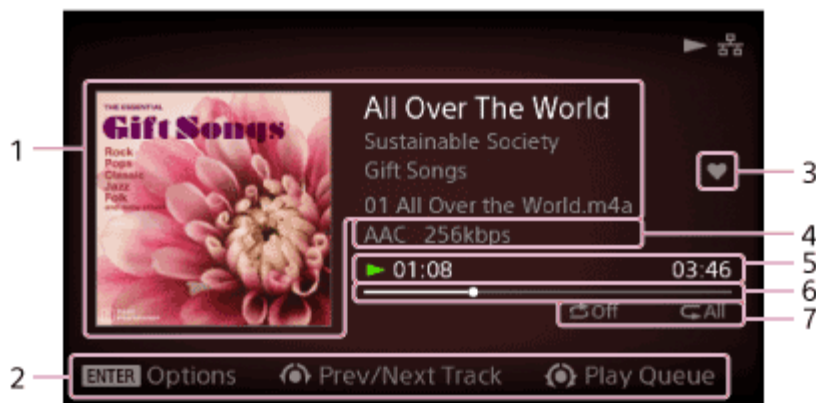 1
THE ESSENTIAL
Gift Songs
Rock
Pops
Classic
Jazz
Folk
All Over The World
Sustainable Society
Gift Songs
01 All Over the World.m4a
3
AAC 256kbps
4
01:08 03:46
5
6
Off All
7
2
ENTER Options Prev/Next Track Play Queue